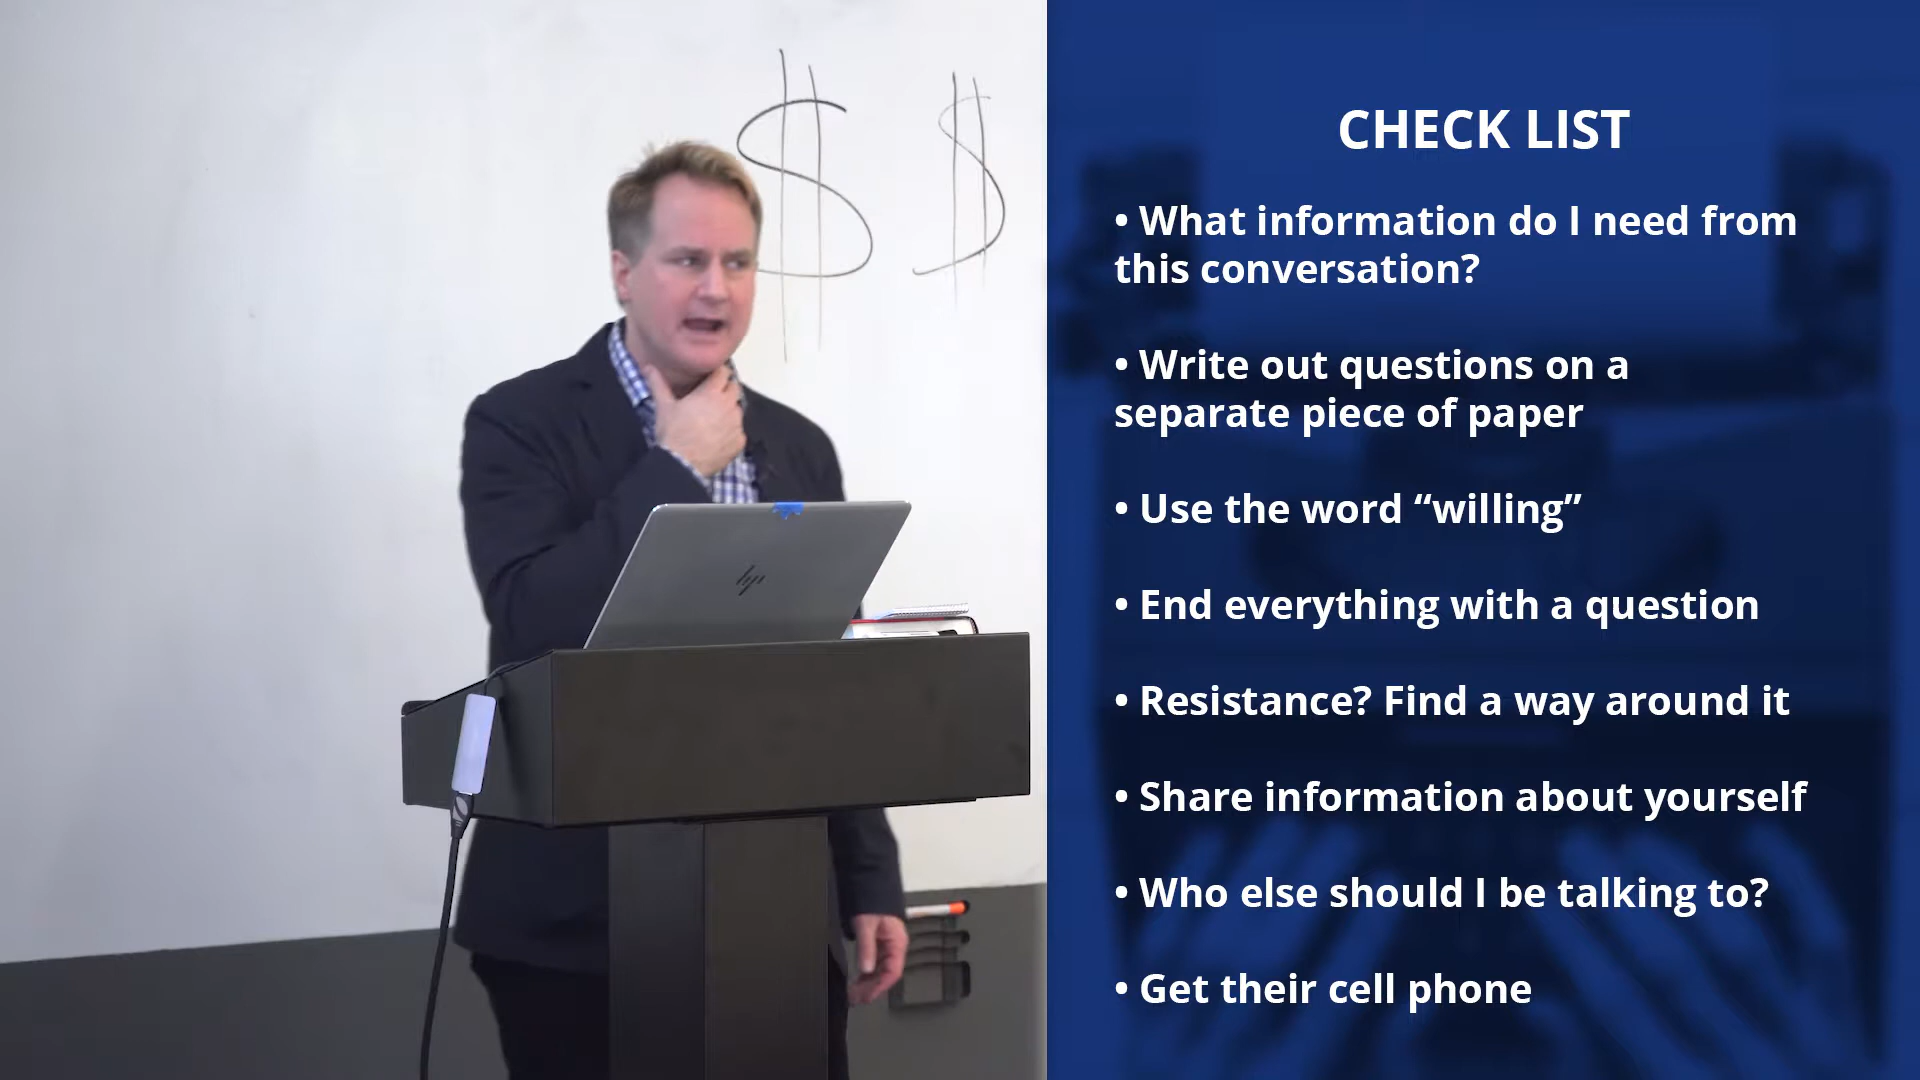 $ $
CHECK LIST
• What information do I need from
this conversation?
• Write out questions on a
separate piece of paper
• Use the word “willing”
• End everything with a question
• Resistance? Find a way around it
• Share information about yourself
• Who else should I be talking to?
• Get their cell phone
hp